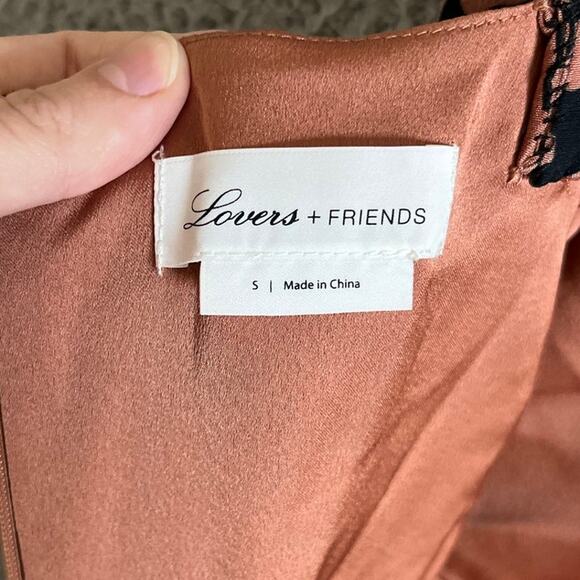 Lovers + FRIENDS
S | Made in China